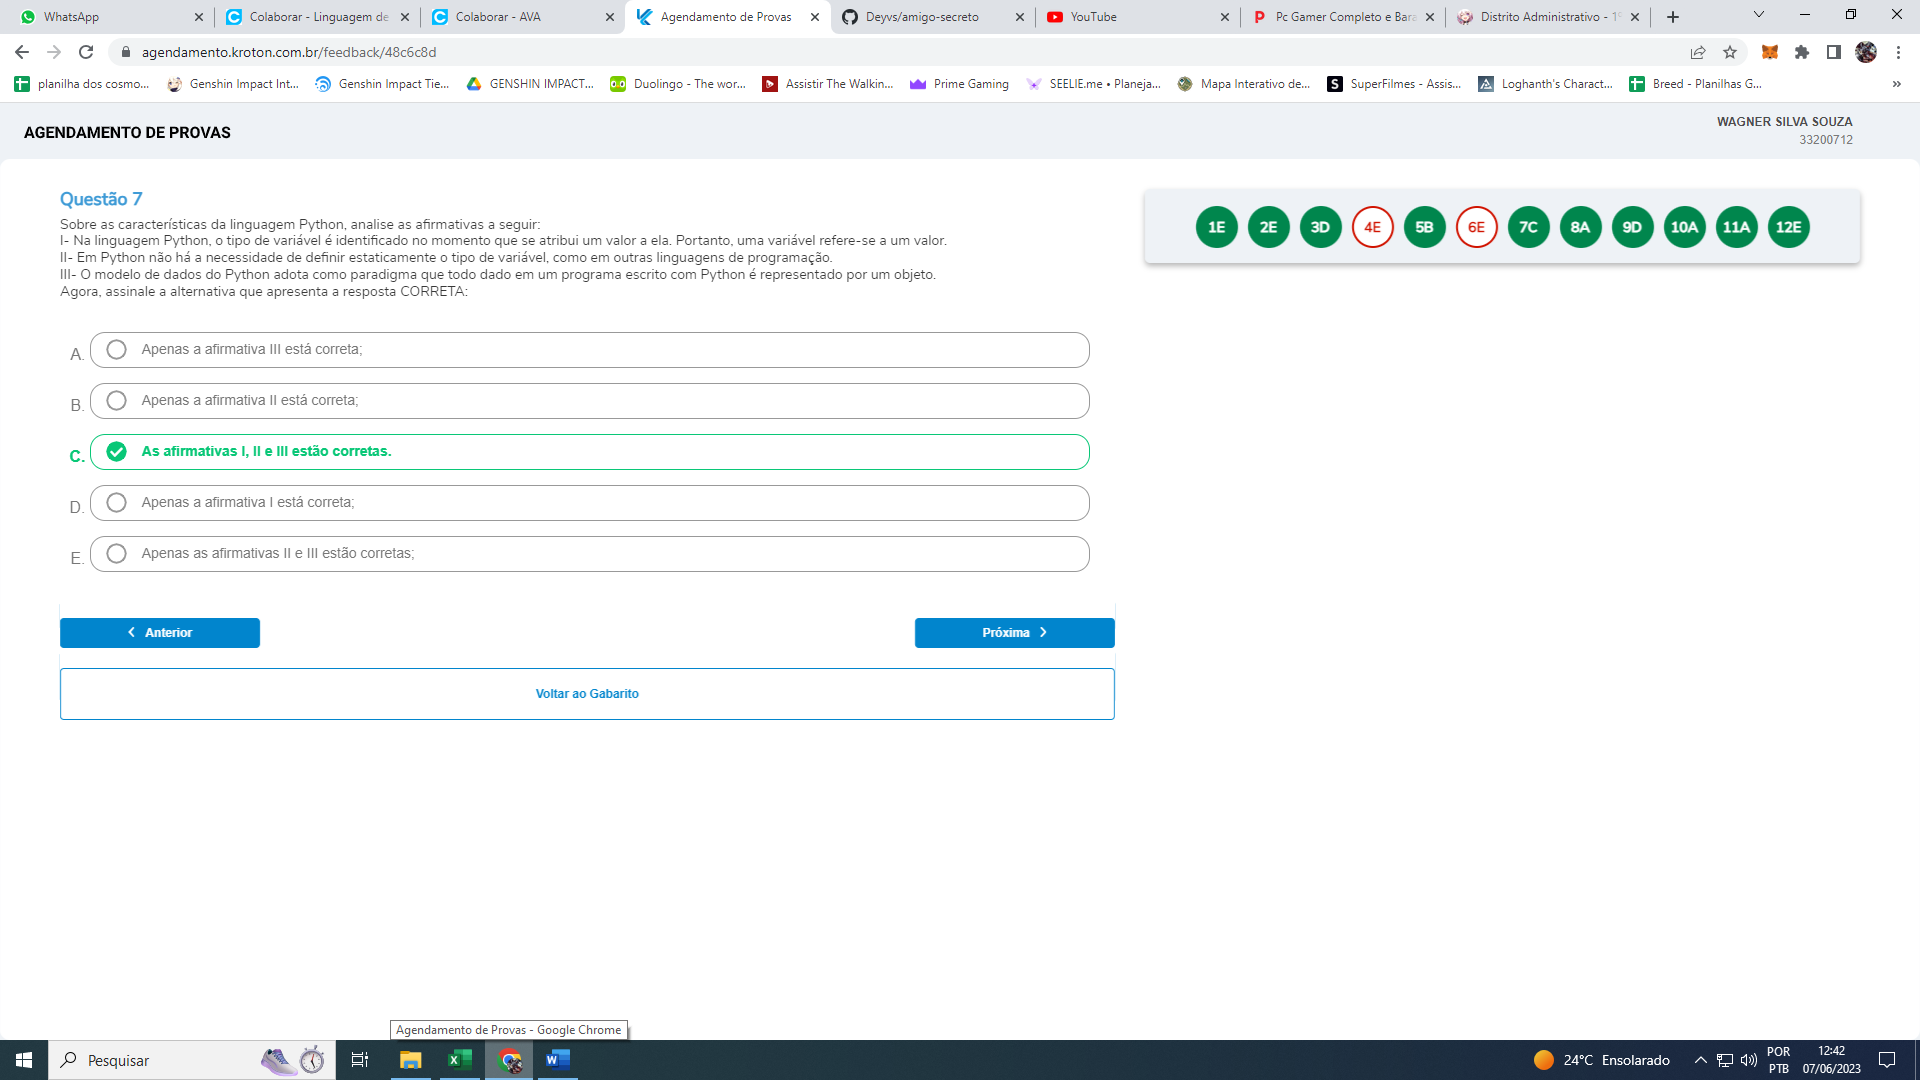 WhatsApp
Colaborar - Linguagem de
Colaborar - AVA
Agendamento de Provas
Deyvs/amigo-secreto
YouTube
Pc Gamer Completo e Bara
Distrito Administrativo - 1º
agendamento.kroton.com.br/feedback/48c6c8d
planilha dos cosmo...
Genshin Impact Int...
Genshin Impact Tie...
GENSHIN IMPACT...
Duolingo - The wor...
Assistir The Walkin...
Prime Gaming
SEELIE.me • Planeja...
Mapa Interativo de...
SuperFilmes - Assis...
Loghanth's Charact...
Breed - Planilhas G...
AGENDAMENTO DE PROVAS
WAGNER SILVA SOUZA
33200712
Questão 7
Sobre as características da linguagem Python, analise as afirmativas a seguir:
I- Na linguagem Python, o tipo de variável é identificado no momento que se atribui um valor a ela. Portanto, uma variável refere-se a um valor.
II- Em Python não há a necessidade de definir estaticamente o tipo de variável, como em outras linguagens de programação.
III- O modelo de dados do Python adota como paradigma que todo dado em um programa escrito com Python é representado por um objeto.
Agora, assinale a alternativa que apresenta a resposta CORRETA:
A. Apenas a afirmativa III está correta;
B. Apenas a afirmativa II está correta;
C. As afirmativas I, II e III estão corretas.
D. Apenas a afirmativa I está correta;
E. Apenas as afirmativas II e III estão corretas;
1E 2E 3D 4E 5B 6E 7C 8A 9D 10A 11A 12E
Anterior
Próxima
Voltar ao Gabarito
Agendamento de Provas - Google Chrome
Pesquisar
24°C Ensolarado
POR
PTB
12:42
07/06/2023